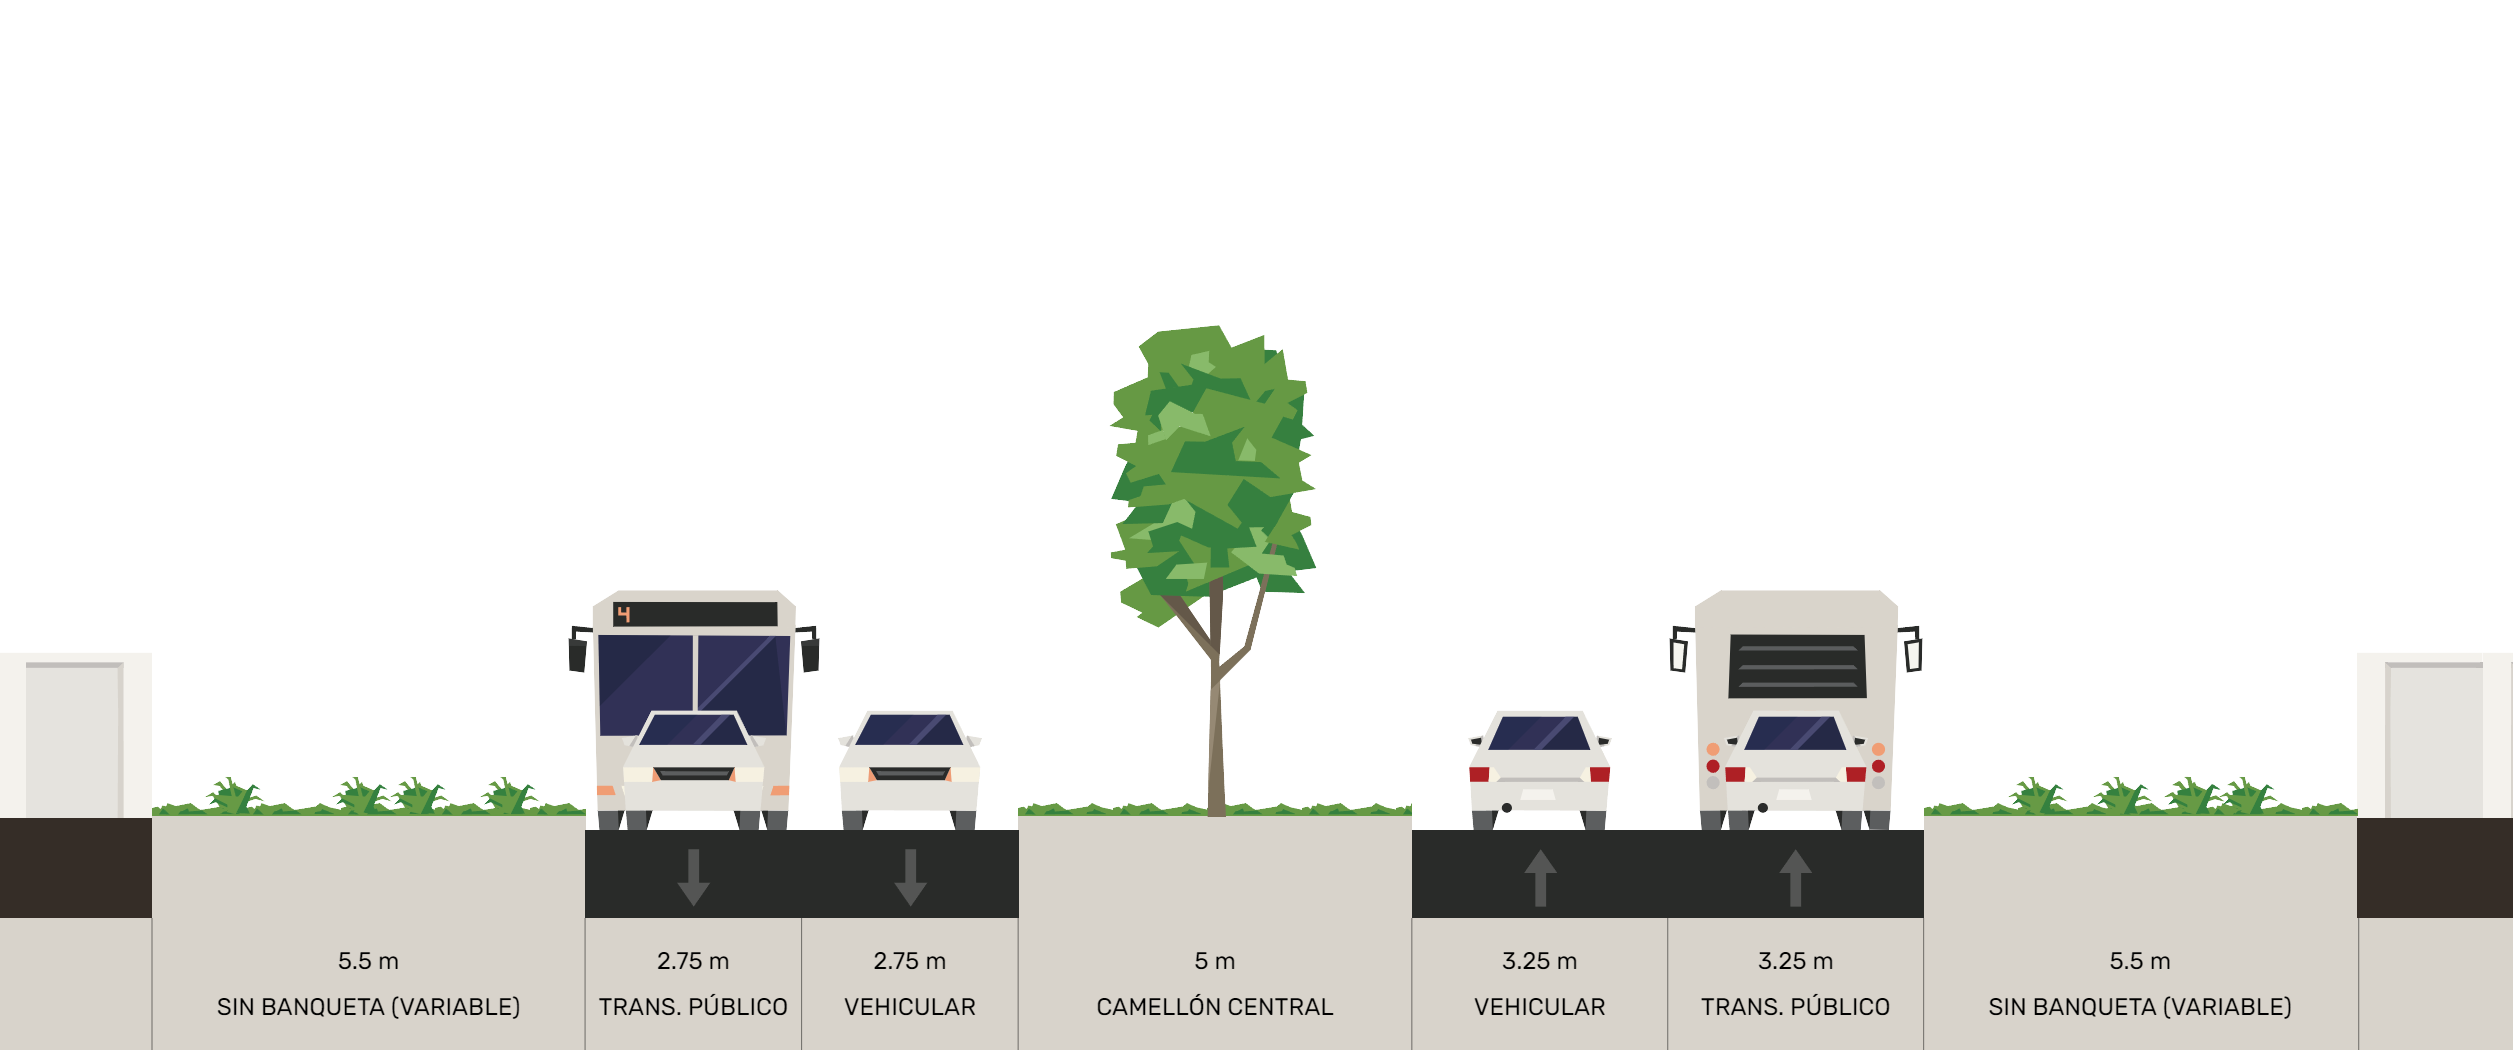 4
5.5 m
2.75 m
2.75 m
5 m
3.25 m
3.25 m
5.5 m
SIN BANQUETA (VARIABLE)
TRANS. PÚBLICO
VEHICULAR
CAMELLÓN CENTRAL
VEHICULAR
TRANS. PÚBLICO
SIN BANQUETA (VARIABLE)